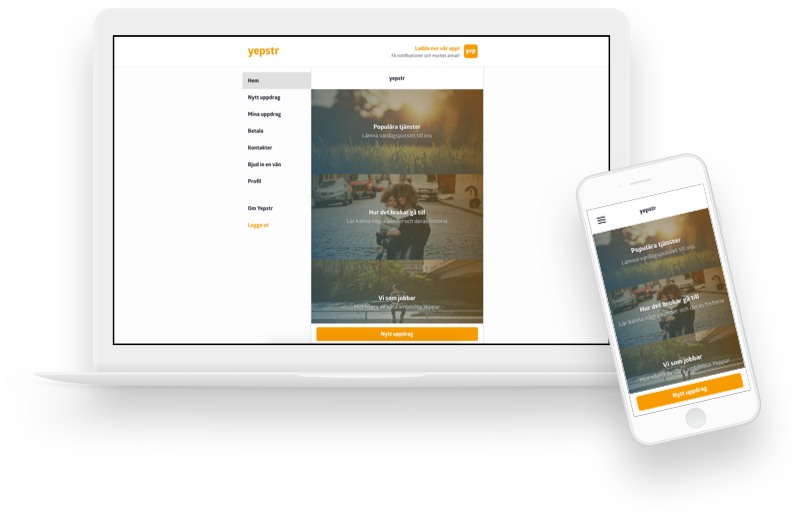 yepstr
Ladda ner vår app!
Få notifikationer och mycket annat!
yep
Hem
Nytt uppdrag
Mina uppdrag
Betala
Kontakter
Bjud in en vän
Profil
Om Yepstr
Logga ut
yepstr
Populära tjänster
Lämna vardagspusslet till oss
Hur det brukar gå till
Lär känna några kunder och deras historia
Vi som jobbar
Nytt uppdrag
yepstr
Populära tjänster
Lämna vardagspusslet till oss
Hur det brukar gå till
Lär känna några kunder och deras historia
Vi som jobbar
Nytt uppdrag